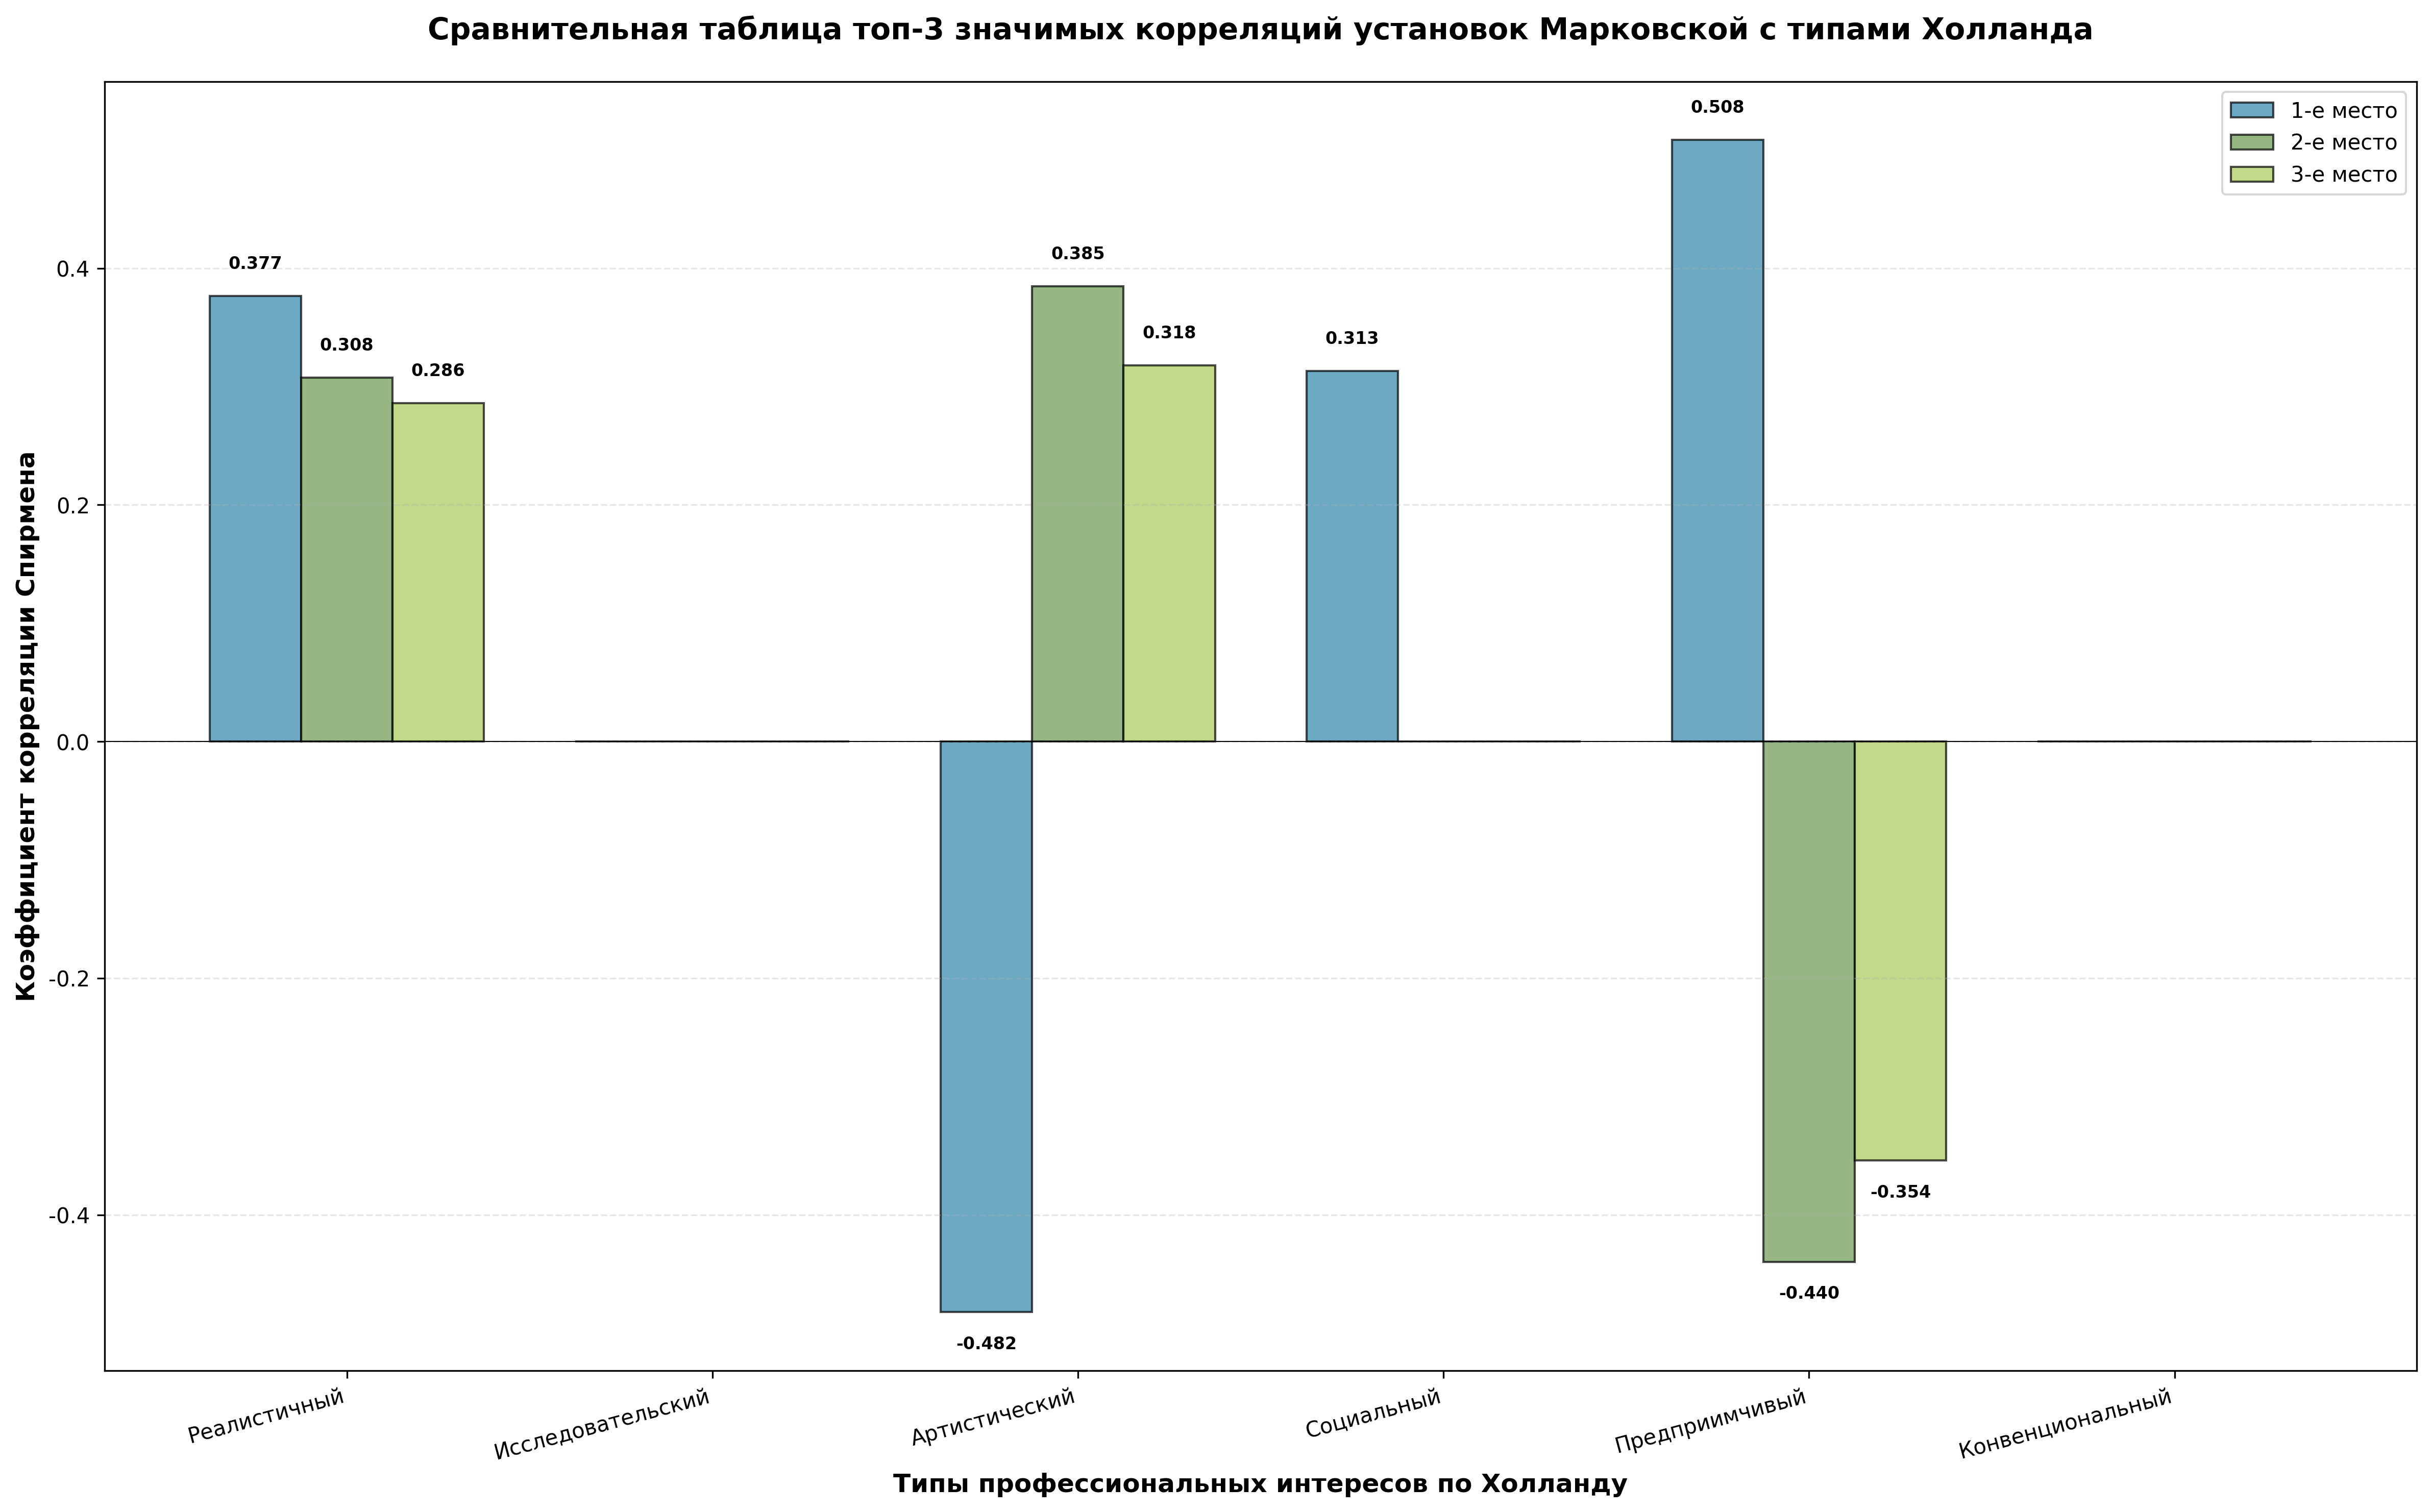 Сравнительная таблица топ-3 значимых корреляций установок Марковской с типами Холланда
1-е место
2-е место
3-е место
Коэффициент корреляции Спирмена
0.4
0.2
0.0
-0.2
-0.4
0.377
0.308
0.286
-0.482
0.385
0.318
0.313
0.508
-0.440
-0.354
Реалистичный
Исследовательский
Артистический
Социальный
Предприимчивый
Конвенциональный
Типы профессиональных интересов по Холланду